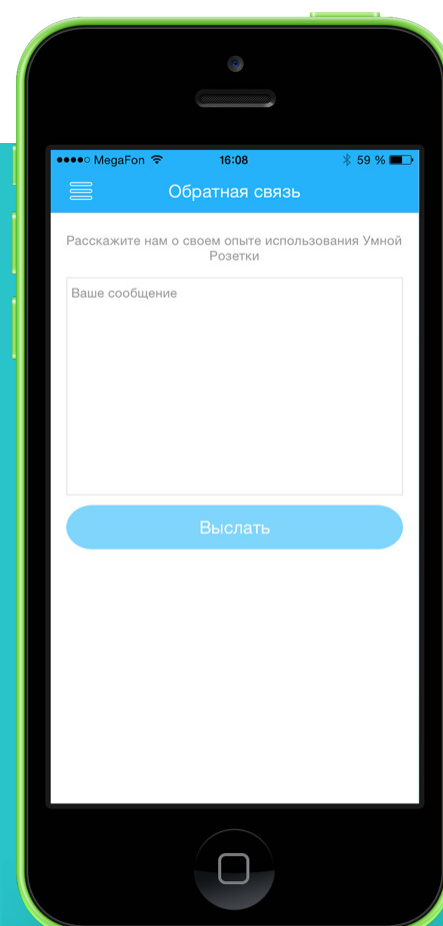 MegaFon 16:08 59 %
Обратная связь
Расскажите нам о своем опыте использования Умной
Розетки
Ваше сообщение
Выслать